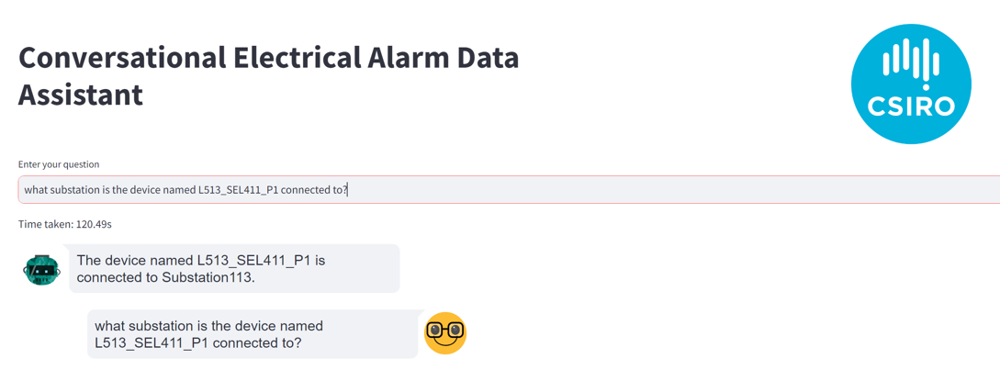 Conversational Electrical Alarm Data
Assistant
CSIRO
Enter your question
what substation is the device named L513_SEL411_P1 connected to?
Time taken: 120.49s
The device named L513_SEL411_P1 is
connected to Substation113.
what substation is the device named
L513_SEL411_P1 connected to?